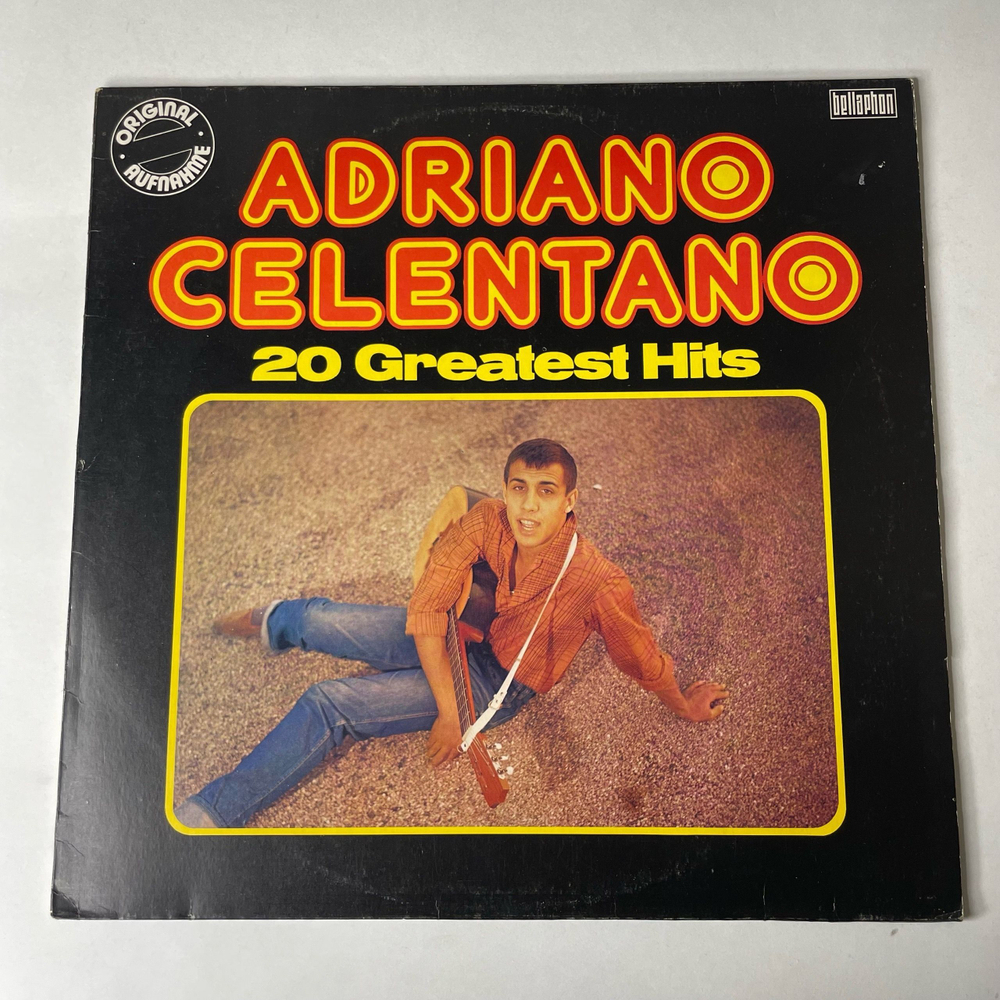 ORIGINAL
AUFNAHME
bellaphon
ADRIANO
CELENTANO
20 Greatest Hits